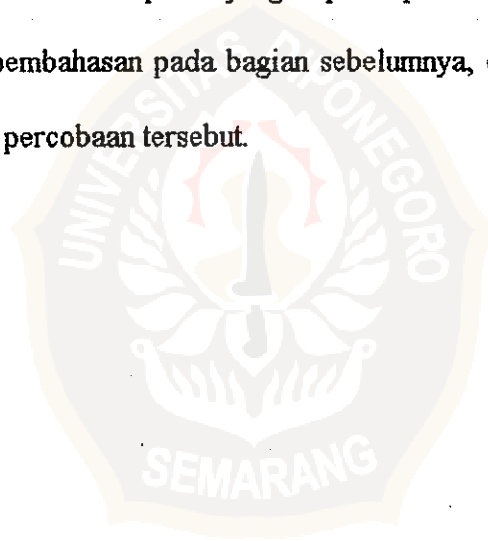 pembahasan pada bagian sebelumnya,
percobaan tersebut.
UNIVERSITAS DIPONEGORO
SEMARANG